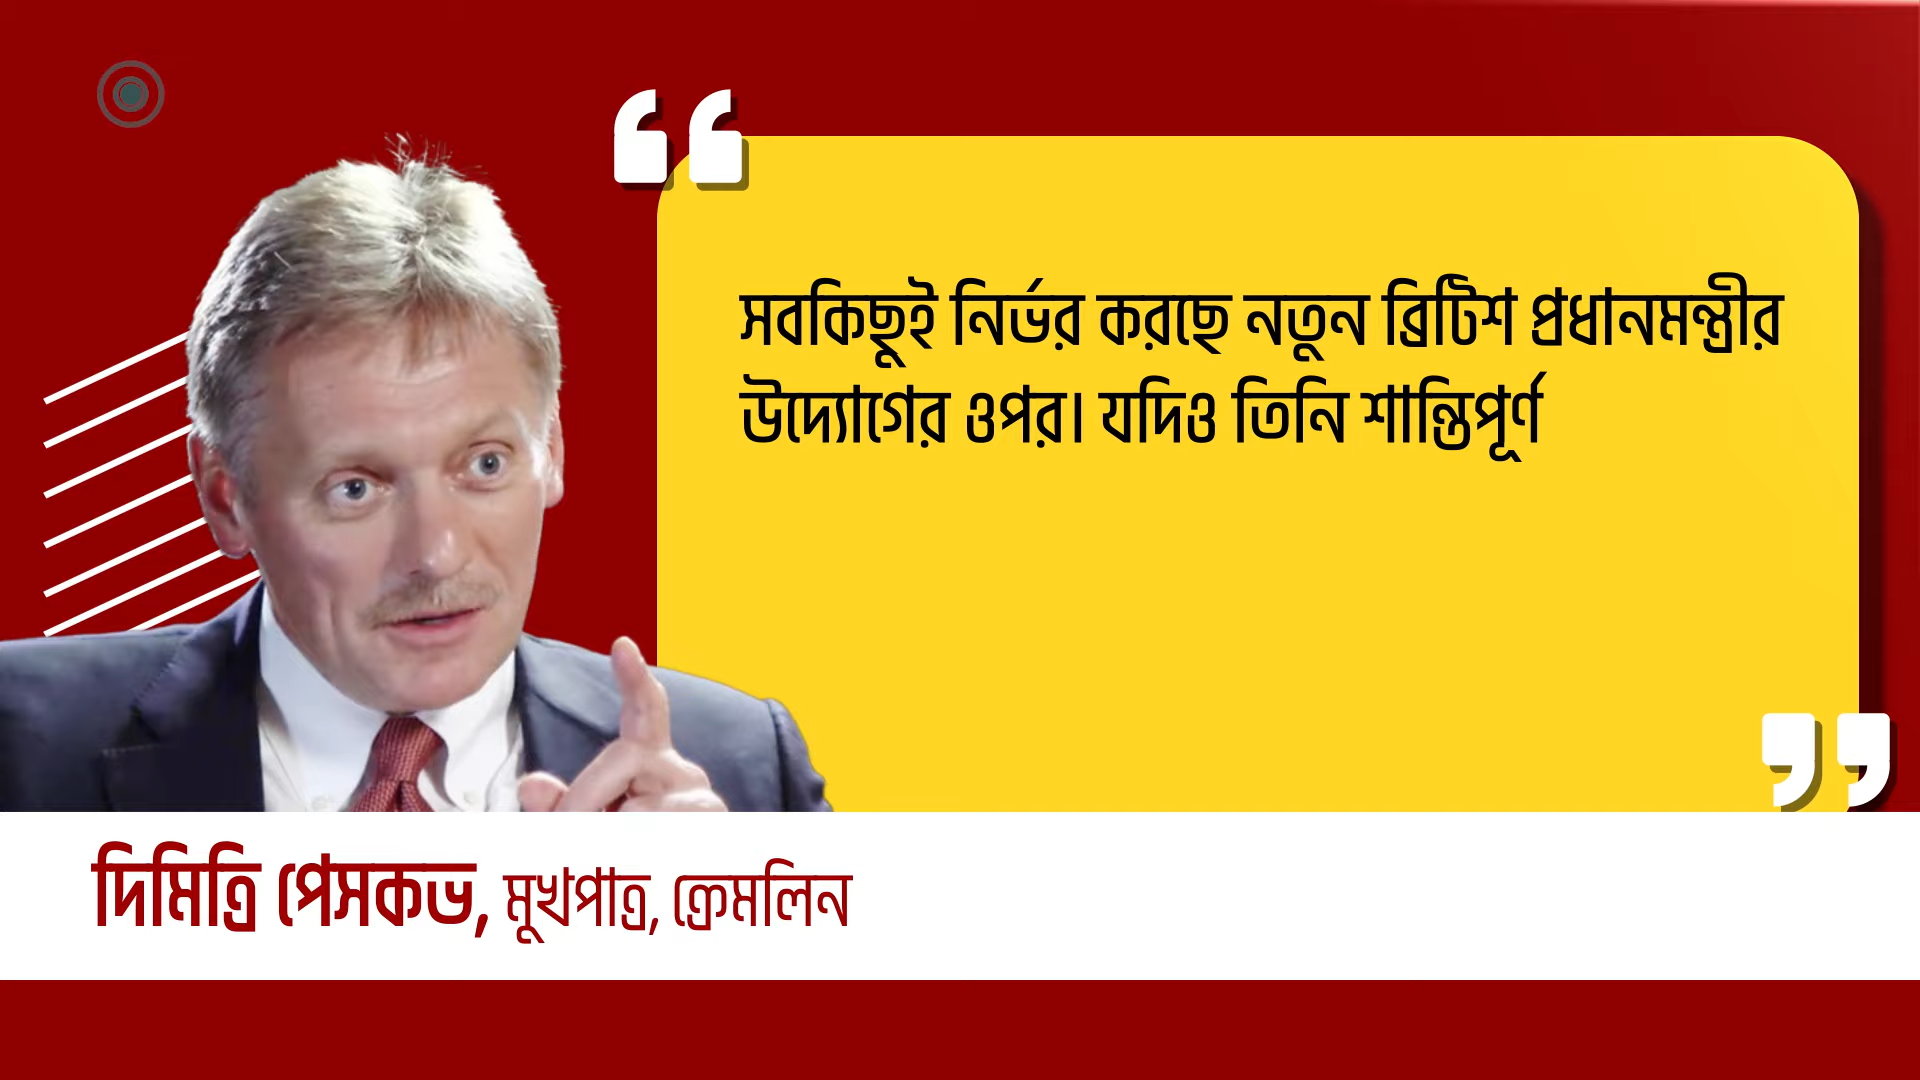 সবকিছুই নির্ভর করছে নতুন ব্রিটিশ প্রধানমন্ত্রীর
উদ্যোগের ওপর। যদিও তিনি শান্তিপূর্ণ
দিমিত্রি পেসকভ, মুখপাত্র, ক্রেমলিন